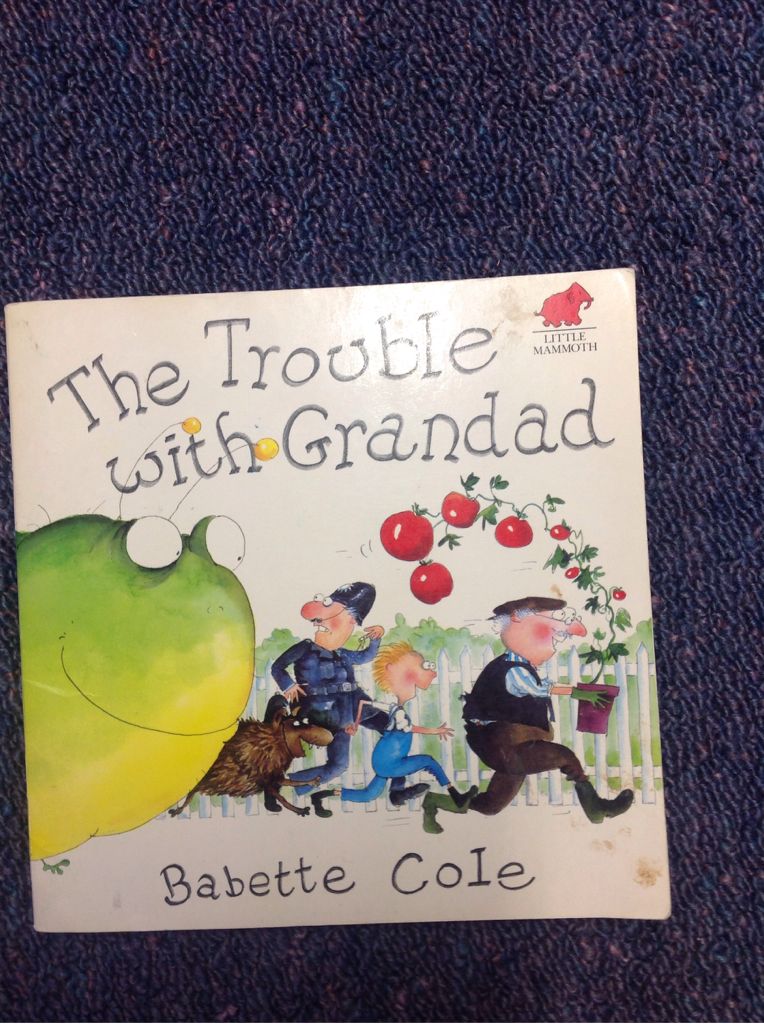 The Trouble
with Grandad
LITTLE
MAMMOTH
Babette Cole